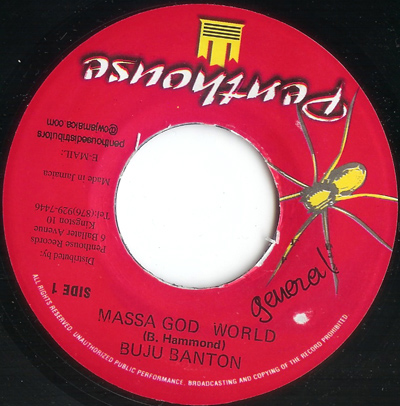 Penthouse
E-MAIL:
penthousedistributors
@cwjamaica.com
Made in Jamaica
Distributed by:
Penthouse Records
6 Ballater Avenue
Kingston 10
Tel:(876)929-7446
SIDE 1
general
MASSA GOD WORLD
(B. Hammond)
BUJU BANTON
ALL RIGHTS RESERVED. UNAUTHORIZED PUBLIC PERFORMANCE, BROADCASTING AND COPYING OF THE RECORD PROHIBITED.